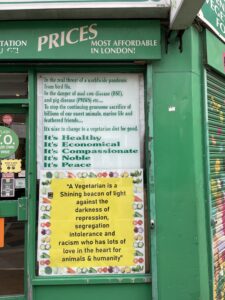 TATION PRICES MOST AFFORDABLE
IN LONDON!
In the real threat of a worldwide pandemic
from bird flu.
In the danger of mad cow disease (BSE),
and pig disease (PMWS) etc...
To stop the continuing gruesome sacrifice of
billions of our sweet animals, marine life and
feathered friends...
It's wise to change to a vegetarian diet for good.
It's Healthy
It's Economical
It's Compassionate
It's Noble
It's Peace
"A Vegetarian is a
Shining beacon of light
against the
darkness of
repression,
segregation
intolerance and
racism who has lots of
love in the heart for
animals & humanity"